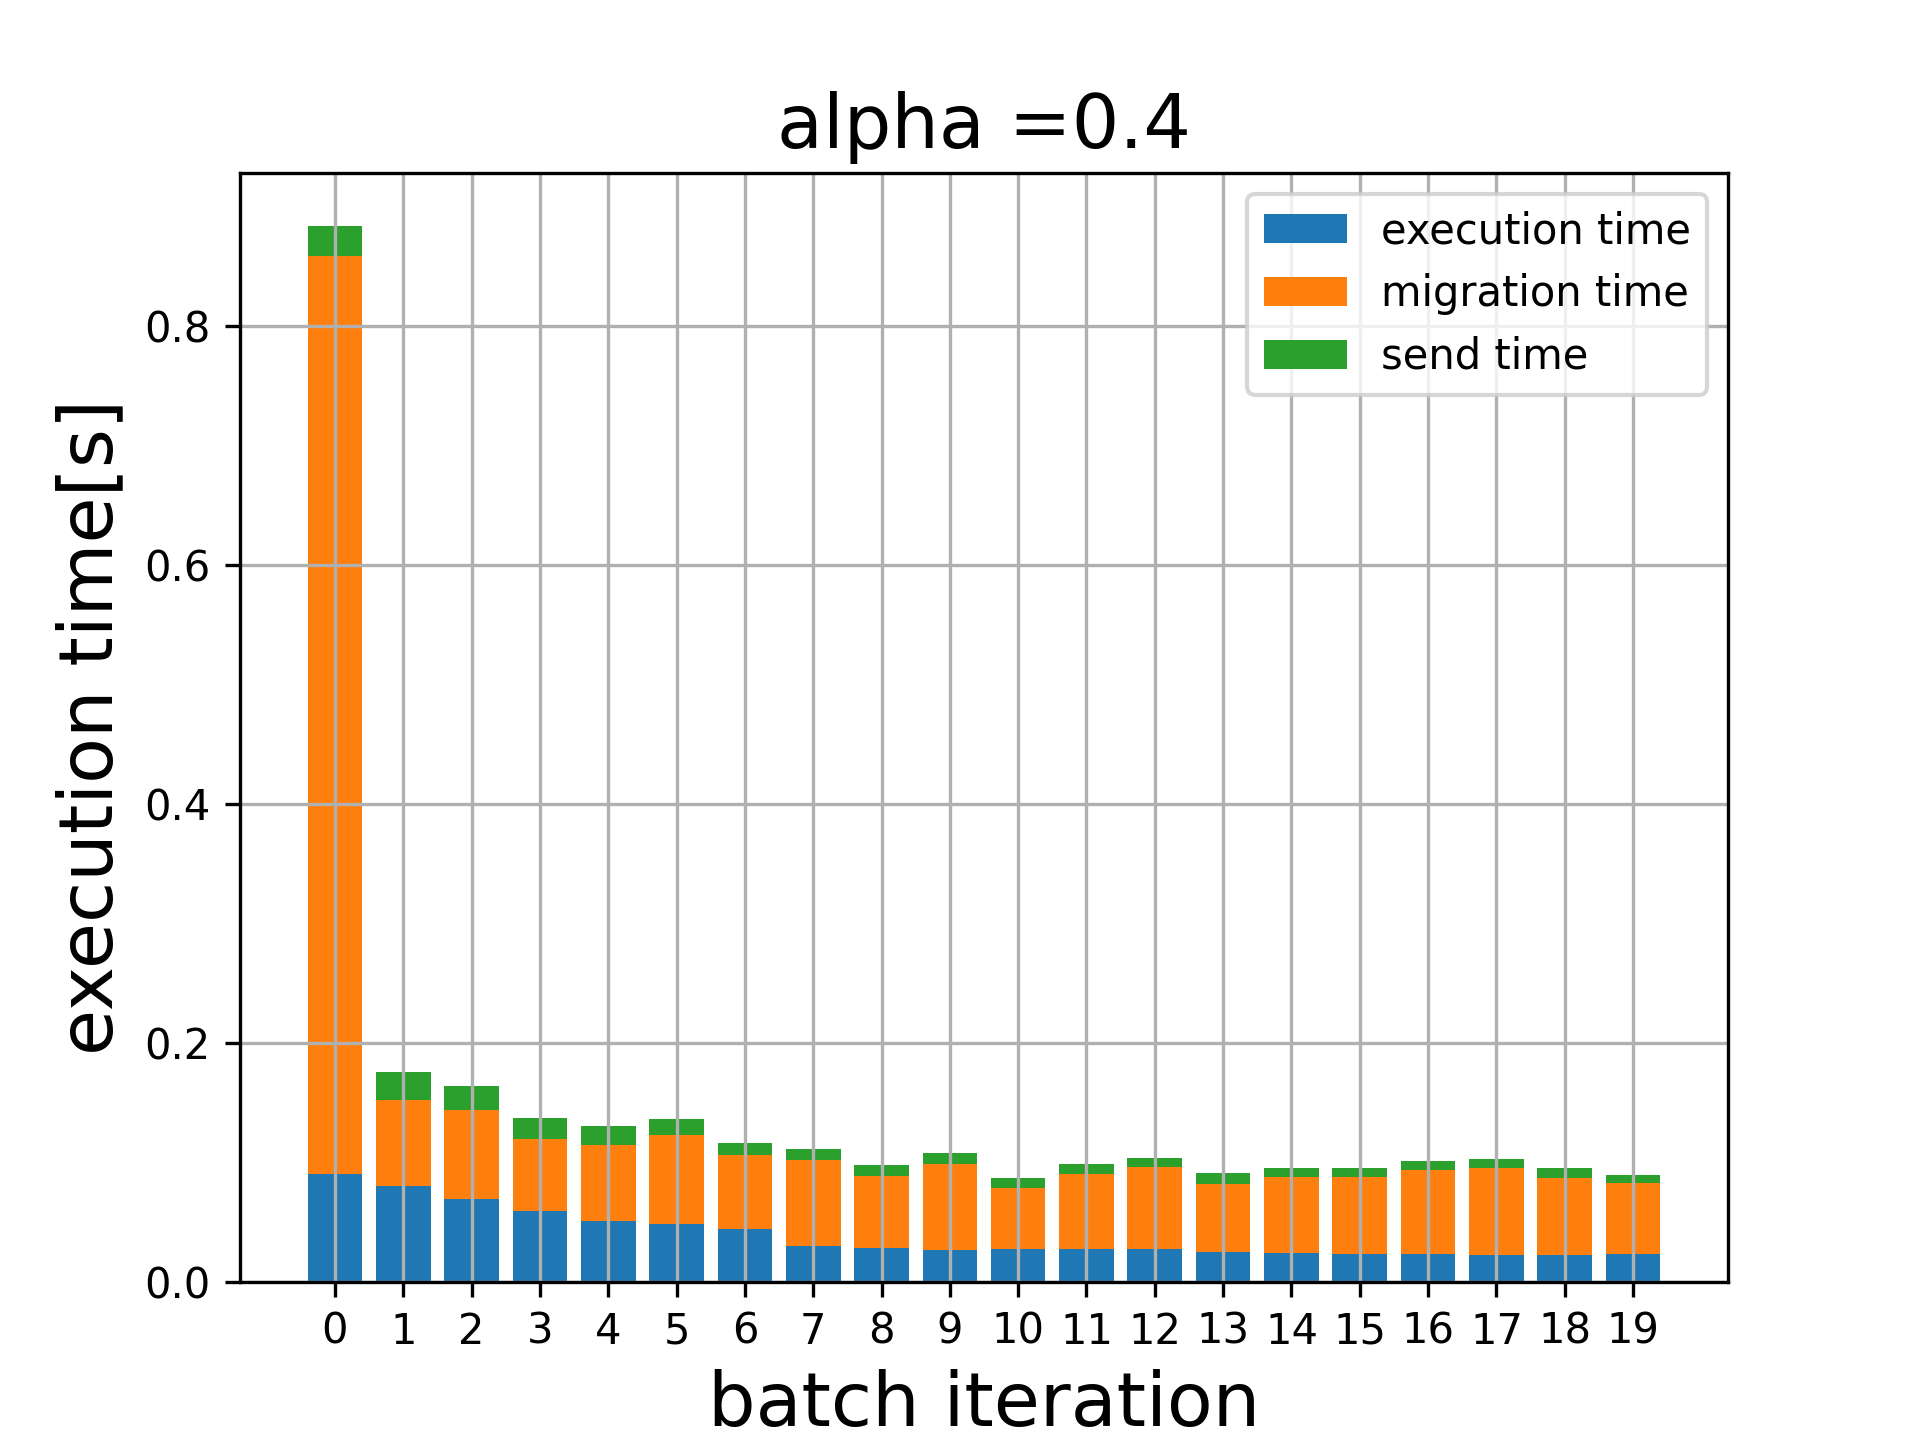 alpha =0.4
execution time
migration time
send time
execution time[s]
0.8
0.6
0.4
0.2
0.0
0 1 2 3 4 5 6 7 8 9 10 11 12 13 14 15 16 17 18 19
batch iteration